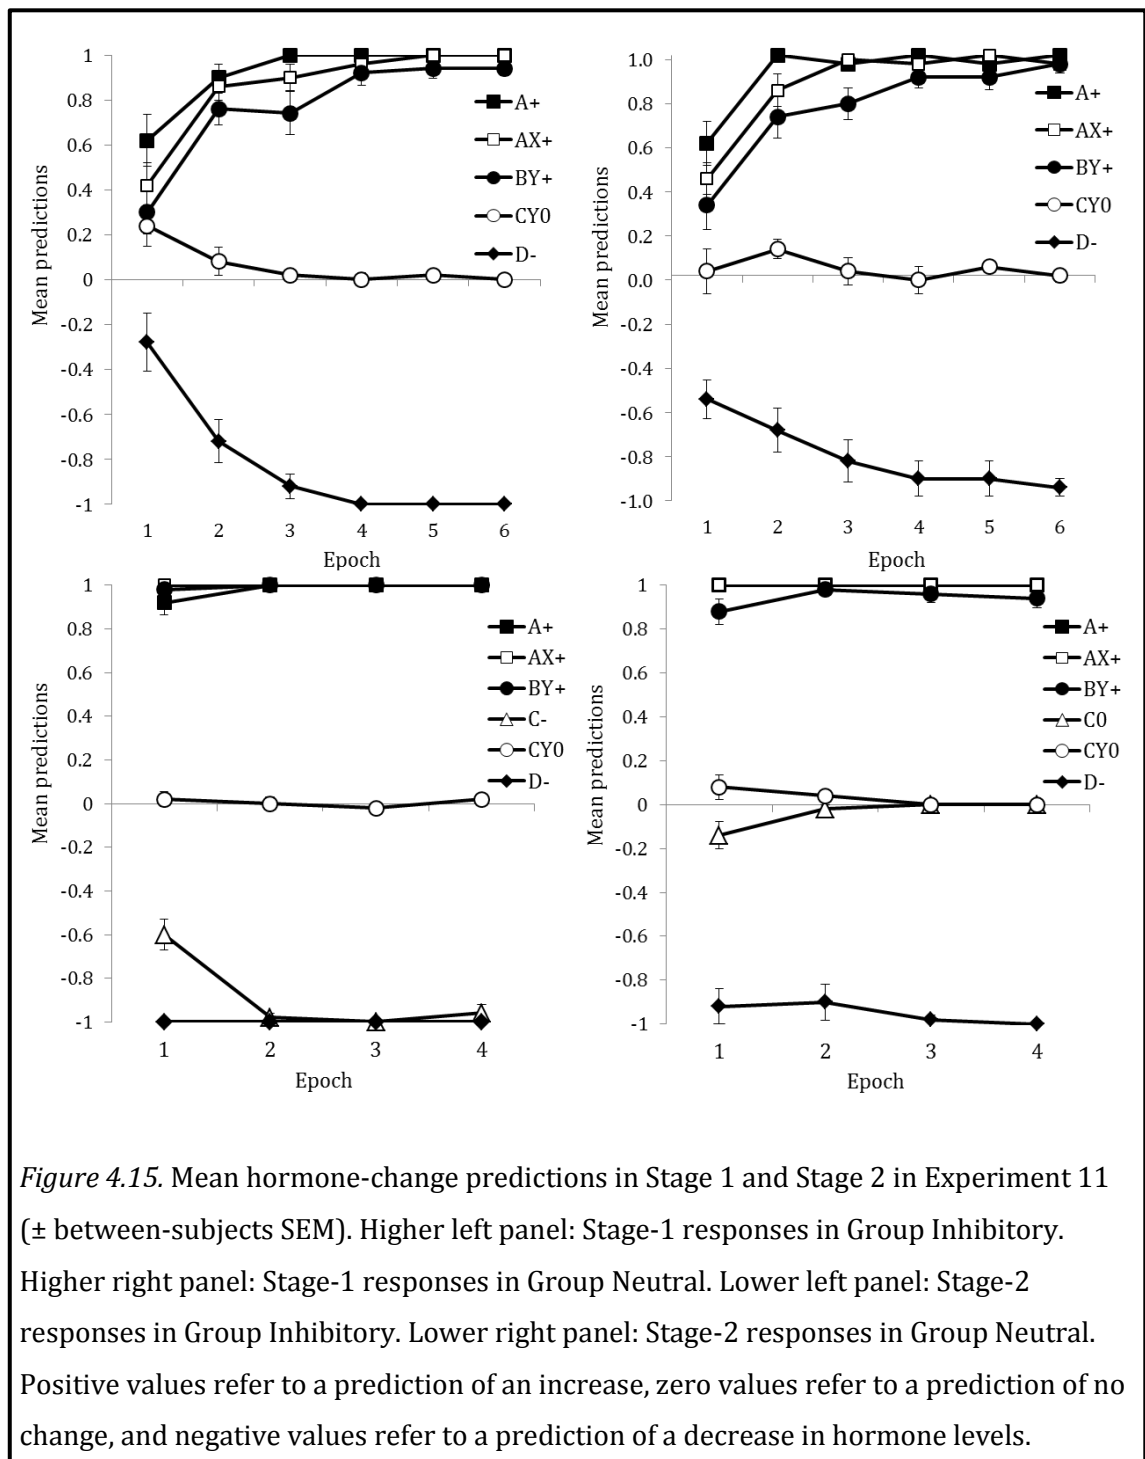 1
0.8
0.6
0.4
0.2
0
-0.2
-0.4
-0.6
-0.8
-1
Mean predictions
1 2 3 4 5 6
Epoch
A+
AX+
BY+
CY0
D-
1.0
0.8
0.6
0.4
0.2
0.0
-0.2
-0.4
-0.6
-0.8
-1.0
Mean predictions
1 2 3 4 5 6
Epoch
A+
AX+
BY+
CY0
D-
1
0.8
0.6
0.4
0.2
0
-0.2
-0.4
-0.6
-0.8
-1
Mean predictions
1 2 3 4
Epoch
A+
AX+
BY+
C-
CY0
D-
1
0.8
0.6
0.4
0.2
0
-0.2
-0.4
-0.6
-0.8
-1
Mean predictions
1 2 3 4
Epoch
A+
AX+
BY+
C0
CY0
D-
Figure 4.15. Mean hormone-change predictions in Stage 1 and Stage 2 in Experiment 11
(± between-subjects SEM). Higher left panel: Stage-1 responses in Group Inhibitory.
Higher right panel: Stage-1 responses in Group Neutral. Lower left panel: Stage-2
responses in Group Inhibitory. Lower right panel: Stage-2 responses in Group Neutral.
Positive values refer to a prediction of an increase, zero values refer to a prediction of no
change, and negative values refer to a prediction of a decrease in hormone levels.